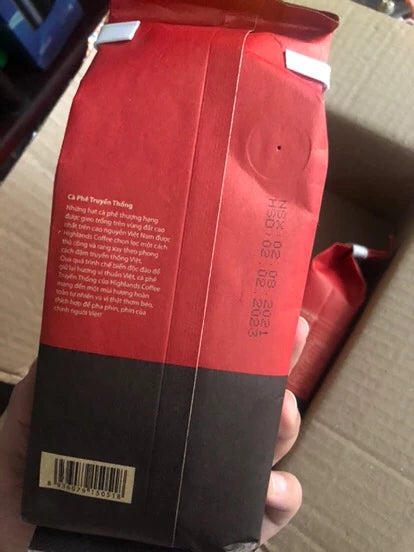 Cà Phê Truyền Thống
Những hạt cà phê thượng hạng
được gieo trồng trên vùng đất cao
nhất trên cao nguyên Việt Nam được
Highlands Coffee chọn lọc một cách
thủ công và rang xay theo phong
cách đậm truyền thống Việt.
Qua quá trình chế biến độc đáo để
giữ lại hương vị thuần Việt, cà phê
Truyền Thống của Highlands Coffee
mang đến một mùi hương hoàn
toàn tự nhiên và vị thật thơm béo,
thích hợp để pha phin, phin của
chính người Việt!
NSX: 02. 08. 2021
HSD: 02. 02. 2023
8 936079 150518